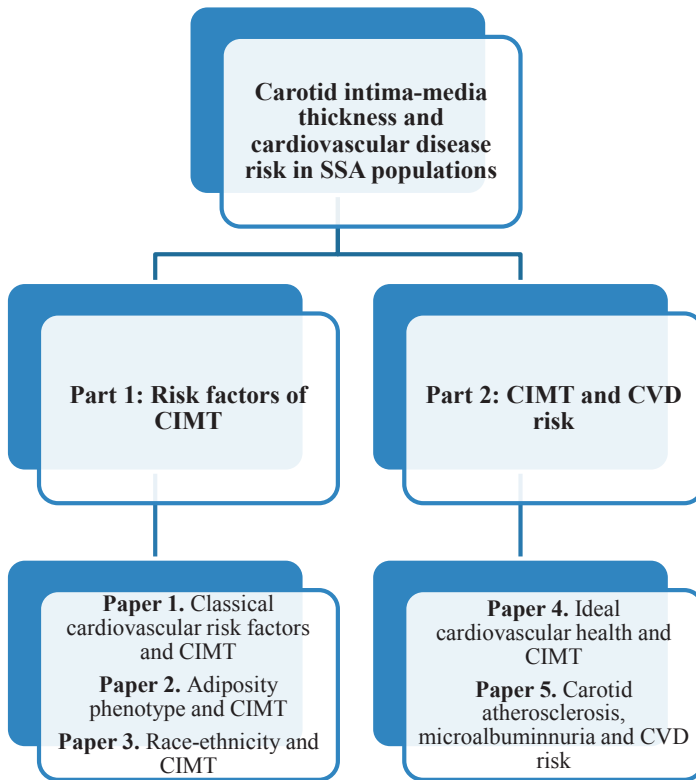 Carotid intima-media
thickness and
cardiovascular disease
risk in SSA populations
Part 1: Risk factors of
CIMT
Part 2: CIMT and CVD
risk
Paper 1. Classical
cardiovascular risk factors
and CIMT
Paper 2. Adiposity
phenotype and CIMT
Paper 3. Race-ethnicity and
CIMT
Paper 4. Ideal
cardiovascular health and
CIMT
Paper 5. Carotid
atherosclerosis,
microalbuminnuria and CVD
risk